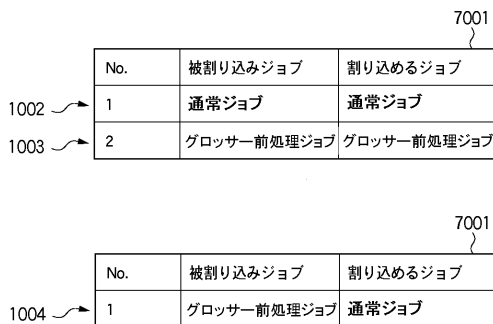 7001
No. 被割り込みジョブ 割り込めるジョブ
1002 1 通常ジョブ 通常ジョブ
1003 2 グロッサー前処理ジョブ グロッサー前処理ジョブ
7001
No. 被割り込みジョブ 割り込めるジョブ
1004 1 グロッサー前処理ジョブ 通常ジョブ